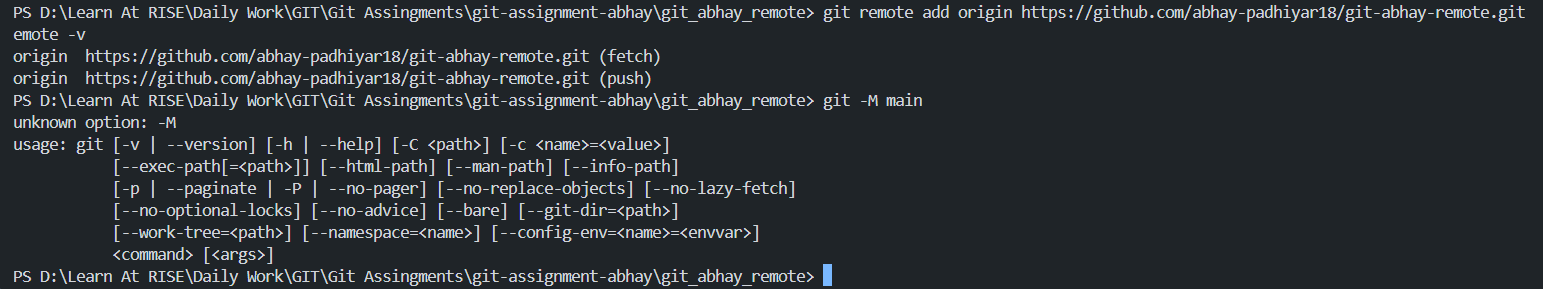 PS D:\Learn At RISE\Daily Work\GIT\Git Assingments\git-assignment-abhay\git_abhay_remote> git remote add origin https://github.com/abhay-padhiyar18/git-abhay-remote.git
emote -v
origin  https://github.com/abhay-padhiyar18/git-abhay-remote.git (fetch)
origin  https://github.com/abhay-padhiyar18/git-abhay-remote.git (push)
PS D:\Learn At RISE\Daily Work\GIT\Git Assingments\git-assignment-abhay\git_abhay_remote> git -M main
unknown option: -M
usage: git [-v | --version] [-h | --help] [-C <path>] [-c <name>=<value>]
           [--exec-path[=<path>]] [--html-path] [--man-path] [--info-path]
           [-p | --paginate | -P | --no-pager] [--no-replace-objects] [--no-lazy-fetch]
           [--no-optional-locks] [--no-advice] [--bare] [--git-dir=<path>]
           [--work-tree=<path>] [--namespace=<name>] [--config-env=<name>=<envvar>]
           <command> [<args>]
PS D:\Learn At RISE\Daily Work\GIT\Git Assingments\git-assignment-abhay\git_abhay_remote>